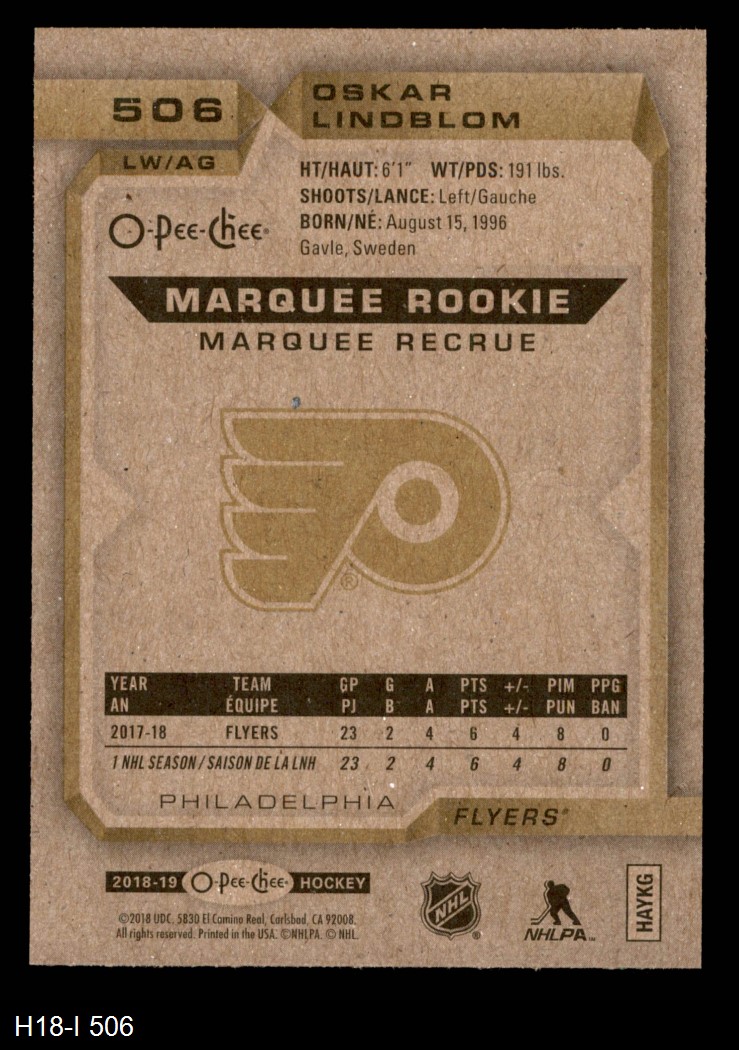 506
OSKAR
LINDBLOM
LW/AG
HT/HAUT: 6'1" WT/PDS: 191 lbs.
SHOOTS/LANCE: Left/Gauche
BORN/NÉ: August 15, 1996
Gavle, Sweden
O-Pee-Chee®
MARQUEE ROOKIE
MARQUEE RECRUE
®
YEAR TEAM GP G A PTS +/- PIM PPG
AN ÉQUIPE PJ B A PTS +/- PUN BAN
2017-18 FLYERS 23 2 4 6 4 8 0
1 NHL SEASON / SAISON DE LA LNH 23 2 4 6 4 8 0
PHILADELPHIA
FLYERS®
2018-19 O-Pee-Chee HOCKEY
©2018 UDC. 5830 El Camino Real, Carlsbad, CA 92008.
All rights reserved. Printed in the USA. ©NHLPA. © NHL.
NHL ®
NHLPA™
HAYKG
H18-I 506